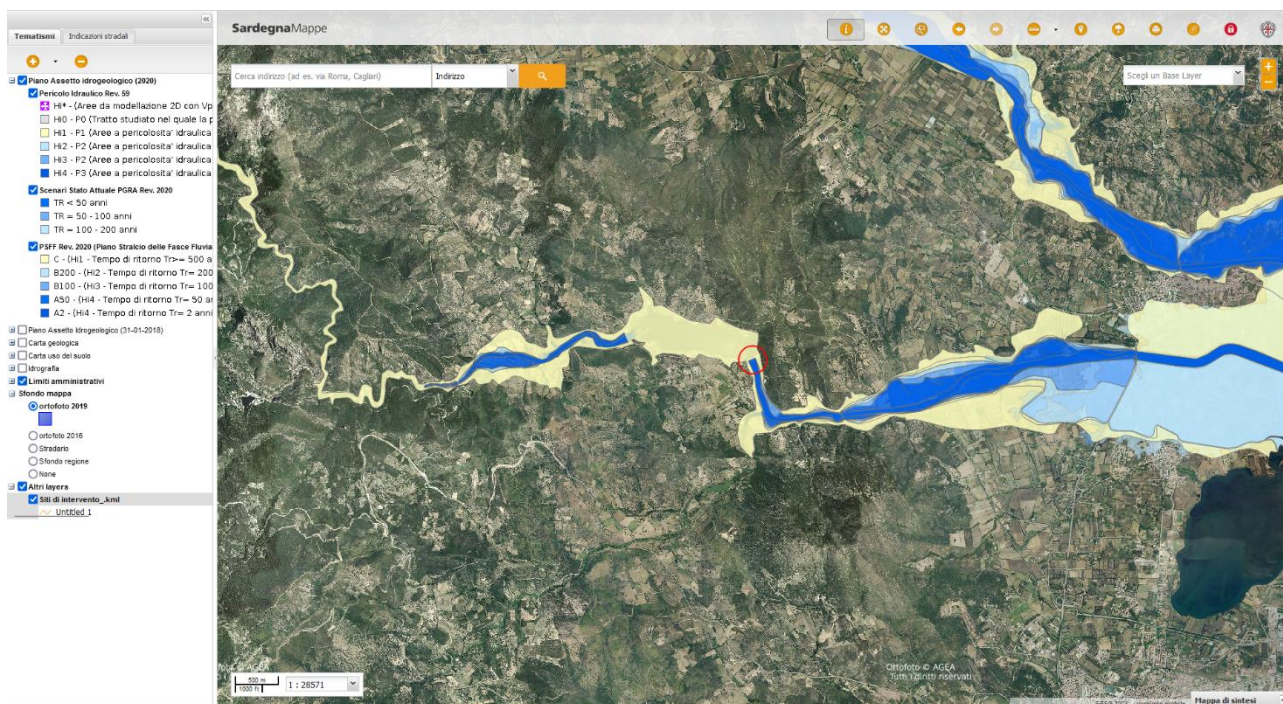 SardegnaMappe
Tematismi
Indicazioni stradali
Cerca indirizzo (ad es. via Roma, Cagliari)
Indirizzo
Scegli un Base Layer
Piano Assetto idrogeologico (2020)
Pericolo Idraulico Rev. 59
Hi* - (Aree da modellazione 2D con Vp
Hi0 - P0 (Tratto studiato nel quale la p
Hi1 - P1 (Aree a pericolosita' idraulica
Hi2 - P2 (Aree a pericolosita' idraulica
Hi3 - P2 (Aree a pericolosita' idraulica
Hi4 - P3 (Aree a pericolosita' idraulica
Scenari Stato Attuale PGRA Rev. 2020
TR < 50 anni
TR = 50 - 100 anni
TR = 100 - 200 anni
PSFF Rev. 2020 (Piano Stralcio delle Fasce Fluvia
C - (Hi1 - Tempo di ritorno Tr>= 500 a
B200 - (Hi2 - Tempo di ritorno Tr= 200
B100 - (Hi3 - Tempo di ritorno Tr= 100
A50 - (Hi4 - Tempo di ritorno Tr= 50 an
A2 - (Hi4 - Tempo di ritorno Tr= 2 anni
Piano Assetto Idrogeologico (31-01-2018)
Carta geologica
Carta uso del suolo
Idrografia
Limiti amministrativi
Sfondo mappa
ortofoto 2019
ortofoto 2016
Stradario
Sfondo regione
None
Altri layers
Siti di intervento_.kml
Untitled 1
500 m
1000 ft
1 : 28571
Ortofoto © AGEA
Tutti i diritti riservati
© AGEA
Mappa di sintesi